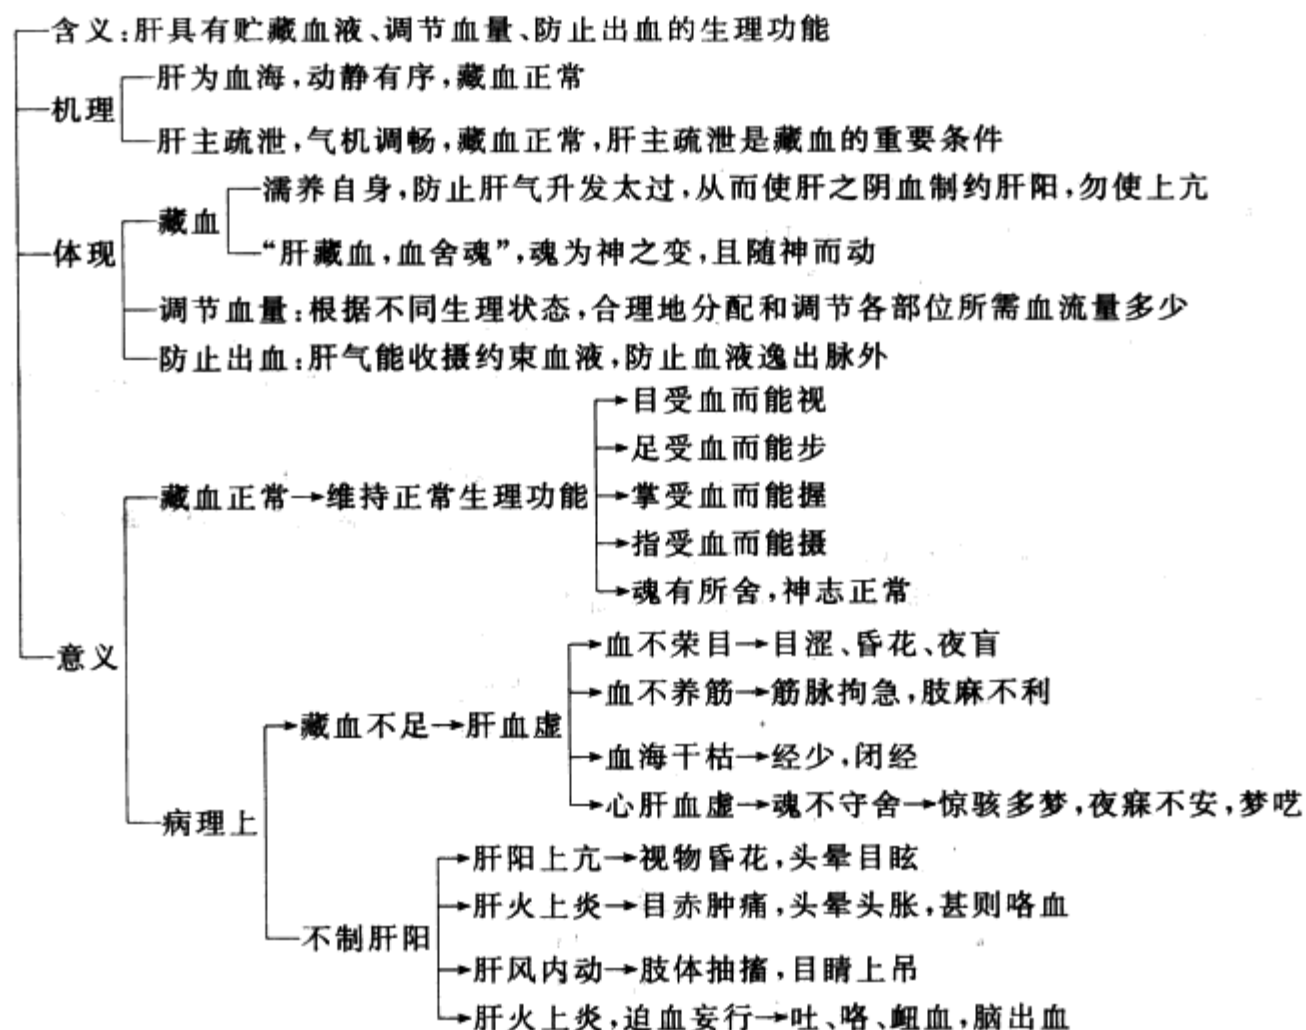 含义:肝具有贮藏血液、调节血量、防止出血的生理功能
机理
肝为血海,动静有序,藏血正常
肝主疏泄,气机调畅,藏血正常,肝主疏泄是藏血的重要条件
体现
藏血
濡养自身,防止肝气升发太过,从而使肝之阴血制约肝阳,勿使上亢
“肝藏血,血舍魂”,魂为神之变,且随神而动
调节血量:根据不同生理状态,合理地分配和调节各部位所需血流量多少
防止出血:肝气能收摄约束血液,防止血液逸出脉外
意义
藏血正常→维持正常生理功能
→目受血而能视
→足受血而能步
→掌受血而能握
→指受血而能摄
→魂有所舍,神志正常
病理上
→藏血不足→肝血虚
→血不荣目→目涩、昏花、夜盲
→血不养筋→筋脉拘急,肢麻不利
→血海干枯→经少,闭经
→心肝血虚→魂不守舍→惊骇多梦,夜寐不安,梦呓
不制肝阳
→肝阳上亢→视物昏花,头晕目眩
→肝火上炎→目赤肿痛,头晕头胀,甚则咯血
→肝风内动→肢体抽搐,目睛上吊
→肝火上炎,迫血妄行→吐、咯、衄血,脑出血